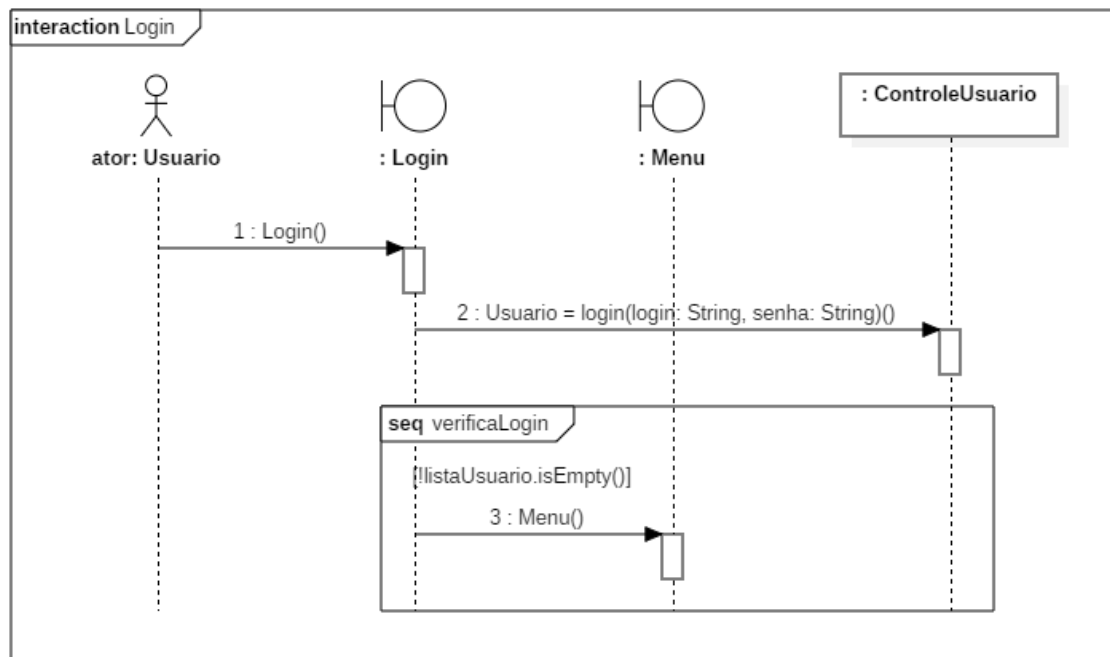 interaction Login
ator: Usuario
: Login
: Menu
: ControleUsuario
1 : Login()
2 : Usuario = login(login: String, senha: String)()
seq verificaLogin
[!listaUsuario.isEmpty()]
3 : Menu()